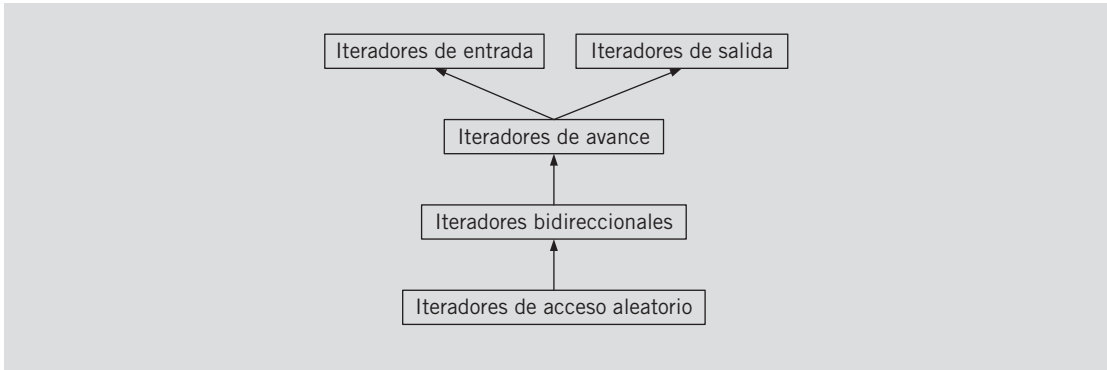 Iteradores de entrada
Iteradores de salida
Iteradores de avance
Iteradores bidireccionales
Iteradores de acceso aleatorio